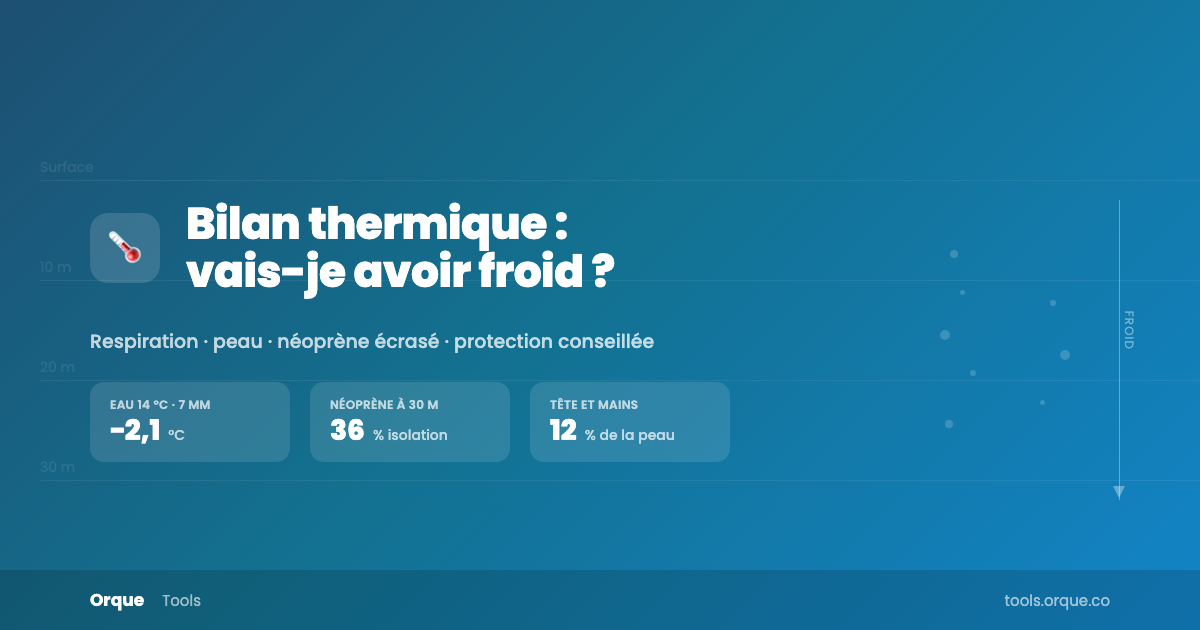 Surface
Bilan thermique :
10 m
vais-je avoir froid ?
FROID
Respiration · peau · néoprène écrasé · protection conseillée
20 m
EAU 14 °C · 7 MM
−2,1 °C
NÉOPRÈNE À 30 M
36 % isolation
TÊTE ET MAINS
12 % de la peau
30 m
Orque Tools
tools.orque.co